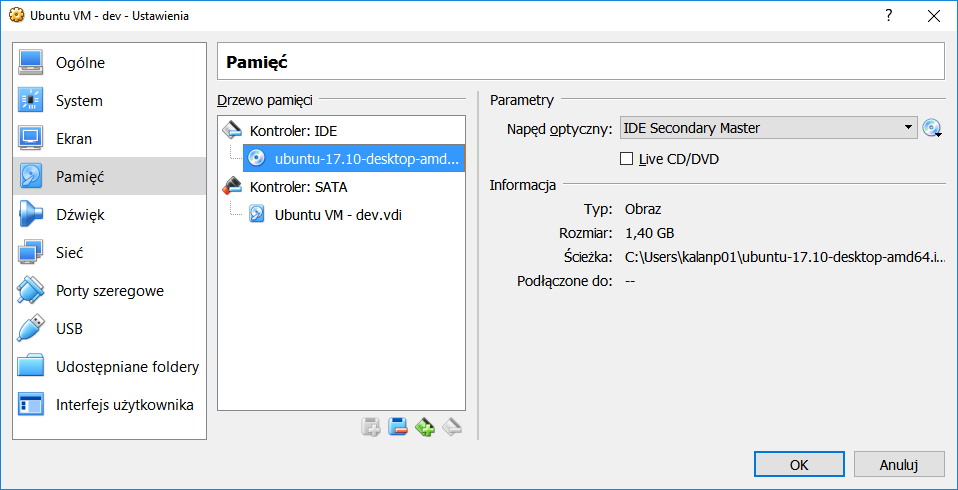 Ubuntu VM - dev - Ustawienia
?
Ogólne
System
Ekran
Pamięć
Dźwięk
Sieć
Porty szeregowe
USB
Udostępniane foldery
Interfejs użytkownika
Pamięć
Drzewo pamięci
Kontroler: IDE
ubuntu-17.10-desktop-amd...
Kontroler: SATA
Ubuntu VM - dev.vdi
Parametry
Napęd optyczny: IDE Secondary Master
Live CD/DVD
Informacja
Typ: Obraz
Rozmiar: 1,40 GB
Ścieżka: C:\Users\kalanp01\ubuntu-17.10-desktop-amd64.i...
Podłączone do: --
OK
Anuluj